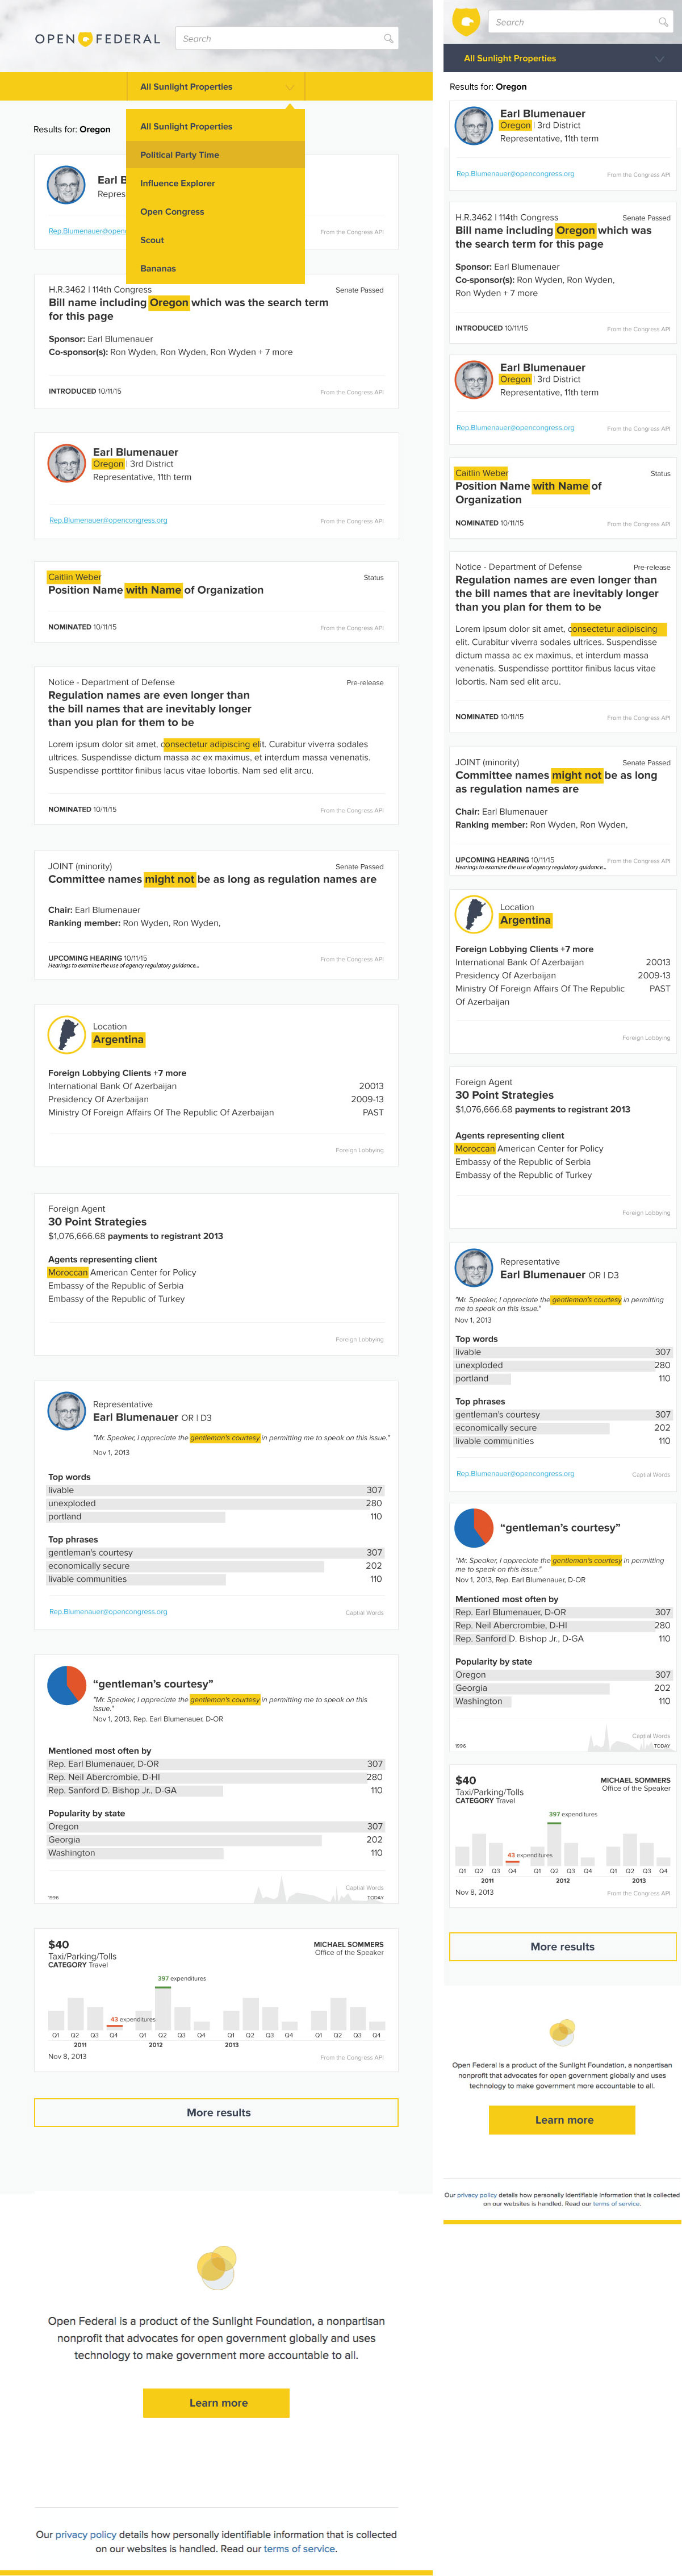 OPEN FEDERAL
Search
All Sunlight Properties
All Sunlight Properties
Political Party Time
Influence Explorer
Open Congress
Scout
Bananas
Results for: Oregon
Earl B
Repres
Rep.Blumenauer@openc
From the Congress API
H.R.3462 | 114th Congress
Senate Passed
Bill name including Oregon which was the search term
for this page
Sponsor: Earl Blumenauer
Co-sponsor(s): Ron Wyden, Ron Wyden, Ron Wyden + 7 more
INTRODUCED 10/11/15
From the Congress API
Earl Blumenauer
Oregon | 3rd District
Representative, 11th term
Rep.Blumenauer@opencongress.org
From the Congress API
Caitlin Weber
Status
Position Name with Name of Organization
NOMINATED 10/11/15
From the Congress API
Notice - Department of Defense
Pre-release
Regulation names are even longer than
the bill names that are inevitably longer
than you plan for them to be
Lorem ipsum dolor sit amet, consectetur adipiscing elit. Curabitur viverra sodales
ultrices. Suspendisse dictum massa ac ex maximus, et interdum massa venenatis.
Suspendisse porttitor finibus lacus vitae lobortis. Nam sed elit arcu.
NOMINATED 10/11/15
From the Congress API
JOINT (minority)
Senate Passed
Committee names might not be as long as regulation names are
Chair: Earl Blumenauer
Ranking member: Ron Wyden, Ron Wyden,
UPCOMING HEARING 10/11/15
From the Congress API
Hearings to examine the use of agency regulatory guidance...
Location
Argentina
Foreign Lobbying Clients +7 more
International Bank Of Azerbaijan 20013
Presidency Of Azerbaijan 2009-13
Ministry Of Foreign Affairs Of The Republic Of Azerbaijan PAST
Foreign Lobbying
Foreign Agent
30 Point Strategies
$1,076,666.68 payments to registrant 2013
Agents representing client
Moroccan American Center for Policy
Embassy of the Republic of Serbia
Embassy of the Republic of Turkey
Foreign Lobbying
Representative
Earl Blumenauer OR | D3
"Mr. Speaker, I appreciate the gentleman's courtesy in permitting me to speak on this issue."
Nov 1, 2013
Top words
livable 307
unexploded 280
portland 110
Top phrases
gentleman's courtesy 307
economically secure 202
livable communities 110
Rep.Blumenauer@opencongress.org
Capital Words
“gentleman’s courtesy”
"Mr. Speaker, I appreciate the gentleman's courtesy in permitting me to speak on this
issue."
Nov 1, 2013, Rep. Earl Blumenauer, D-OR
Mentioned most often by
Rep. Earl Blumenauer, D-OR 307
Rep. Neil Abercrombie, D-HI 280
Rep. Sanford D. Bishop Jr., D-GA 110
Popularity by state
Oregon 307
Georgia 202
Washington 110
Capital Words
1996 TODAY
$40
MICHAEL SOMMERS
Taxi/Parking/Tolls
Office of the Speaker
CATEGORY Travel
397 expenditures
43 expenditures
Q1 Q2 Q3 Q4 Q1 Q2 Q3 Q4 Q1 Q2 Q3 Q4 Q1 Q2 Q3 Q4
2011 2012 2013
Nov 8, 2013
From the Congress API
More results
Open Federal is a product of the Sunlight Foundation, a nonpartisan
nonprofit that advocates for open government globally and uses
technology to make government more accountable to all.
Learn more
Our privacy policy details how personally identifiable information that is collected
on our websites is handled. Read our terms of service.
Search
All Sunlight Properties
Results for: Oregon
Earl Blumenauer
Oregon | 3rd District
Representative, 11th term
Rep.Blumenauer@opencongress.org
From the Congress API
H.R.3462 | 114th Congress
Senate Passed
Bill name including Oregon which was
the search term for this page
Sponsor: Earl Blumenauer
Co-sponsor(s): Ron Wyden, Ron Wyden,
Ron Wyden + 7 more
INTRODUCED 10/11/15
From the Congress API
Earl Blumenauer
Oregon | 3rd District
Representative, 11th term
Rep.Blumenauer@opencongress.org
From the Congress API
Caitlin Weber
Status
Position Name with Name of
Organization
NOMINATED 10/11/15
From the Congress API
Notice - Department of Defense
Pre-release
Regulation names are even longer than
the bill names that are inevitably longer
than you plan for them to be
Lorem ipsum dolor sit amet, consectetur adipiscing
elit. Curabitur viverra sodales ultrices. Suspendisse
dictum massa ac ex maximus, et interdum massa
venenatis. Suspendisse porttitor finibus lacus vitae
lobortis. Nam sed elit arcu.
NOMINATED 10/11/15
From the Congress API
JOINT (minority)
Senate Passed
Committee names might not be as long
as regulation names are
Chair: Earl Blumenauer
Ranking member: Ron Wyden, Ron Wyden,
UPCOMING HEARING 10/11/15
From the Congress API
Hearings to examine the use of agency regulatory guidance...
Location
Argentina
Foreign Lobbying Clients +7 more
International Bank Of Azerbaijan 20013
Presidency Of Azerbaijan 2009-13
Ministry Of Foreign Affairs Of The Republic PAST
Of Azerbaijan
Foreign Lobbying
Foreign Agent
30 Point Strategies
$1,076,666.68 payments to registrant 2013
Agents representing client
Moroccan American Center for Policy
Embassy of the Republic of Serbia
Embassy of the Republic of Turkey
Foreign Lobbying
Representative
Earl Blumenauer OR | D3
"Mr. Speaker, I appreciate the gentleman's courtesy in permitting
me to speak on this issue."
Nov 1, 2013
Top words
livable 307
unexploded 280
portland 110
Top phrases
gentleman's courtesy 307
economically secure 202
livable communities 110
Rep.Blumenauer@opencongress.org
Capital Words
“gentleman’s courtesy”
"Mr. Speaker, I appreciate the gentleman's courtesy in permitting
me to speak on this issue."
Nov 1, 2013, Rep. Earl Blumenauer, D-OR
Mentioned most often by
Rep. Earl Blumenauer, D-OR 307
Rep. Neil Abercrombie, D-HI 280
Rep. Sanford D. Bishop Jr., D-GA 110
Popularity by state
Oregon 307
Georgia 202
Washington 110
Capital Words
1996 TODAY
$40
MICHAEL SOMMERS
Taxi/Parking/Tolls
Office of the Speaker
CATEGORY Travel
397 expenditures
43 expenditures
Q1 Q2 Q3 Q4 Q1 Q2 Q3 Q4 Q1 Q2 Q3 Q4
2011 2012 2013
Nov 8, 2013
From the Congress API
More results
Open Federal is a product of the Sunlight Foundation, a nonpartisan
nonprofit that advocates for open government globally and uses
technology to make government more accountable to all.
Learn more
Our privacy policy details how personally identifiable information that is collected
on our websites is handled. Read our terms of service.